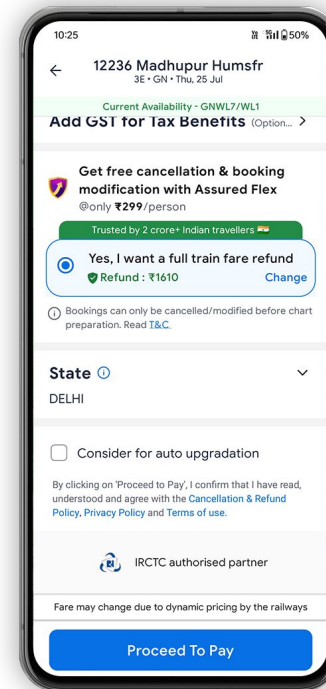 10:25
50%
12236 Madhupur Humsfr
3E • GN • Thu, 25 Jul
Current Availability - GNWL7/WL1
Add GST for Tax Benefits (Option...
Get free cancellation & booking
modification with Assured Flex
@only ₹299/person
Trusted by 2 crore+ Indian travellers
Yes, I want a full train fare refund
Refund : ₹1610 Change
Bookings can only be cancelled/modified before chart
preparation. Read T&C
State
DELHI
Consider for auto upgradation
By clicking on 'Proceed to Pay', I confirm that I have read,
understood and agree with the Cancellation & Refund
Policy, Privacy Policy and Terms of use.
IRCTC authorised partner
Fare may change due to dynamic pricing by the railways
Proceed To Pay